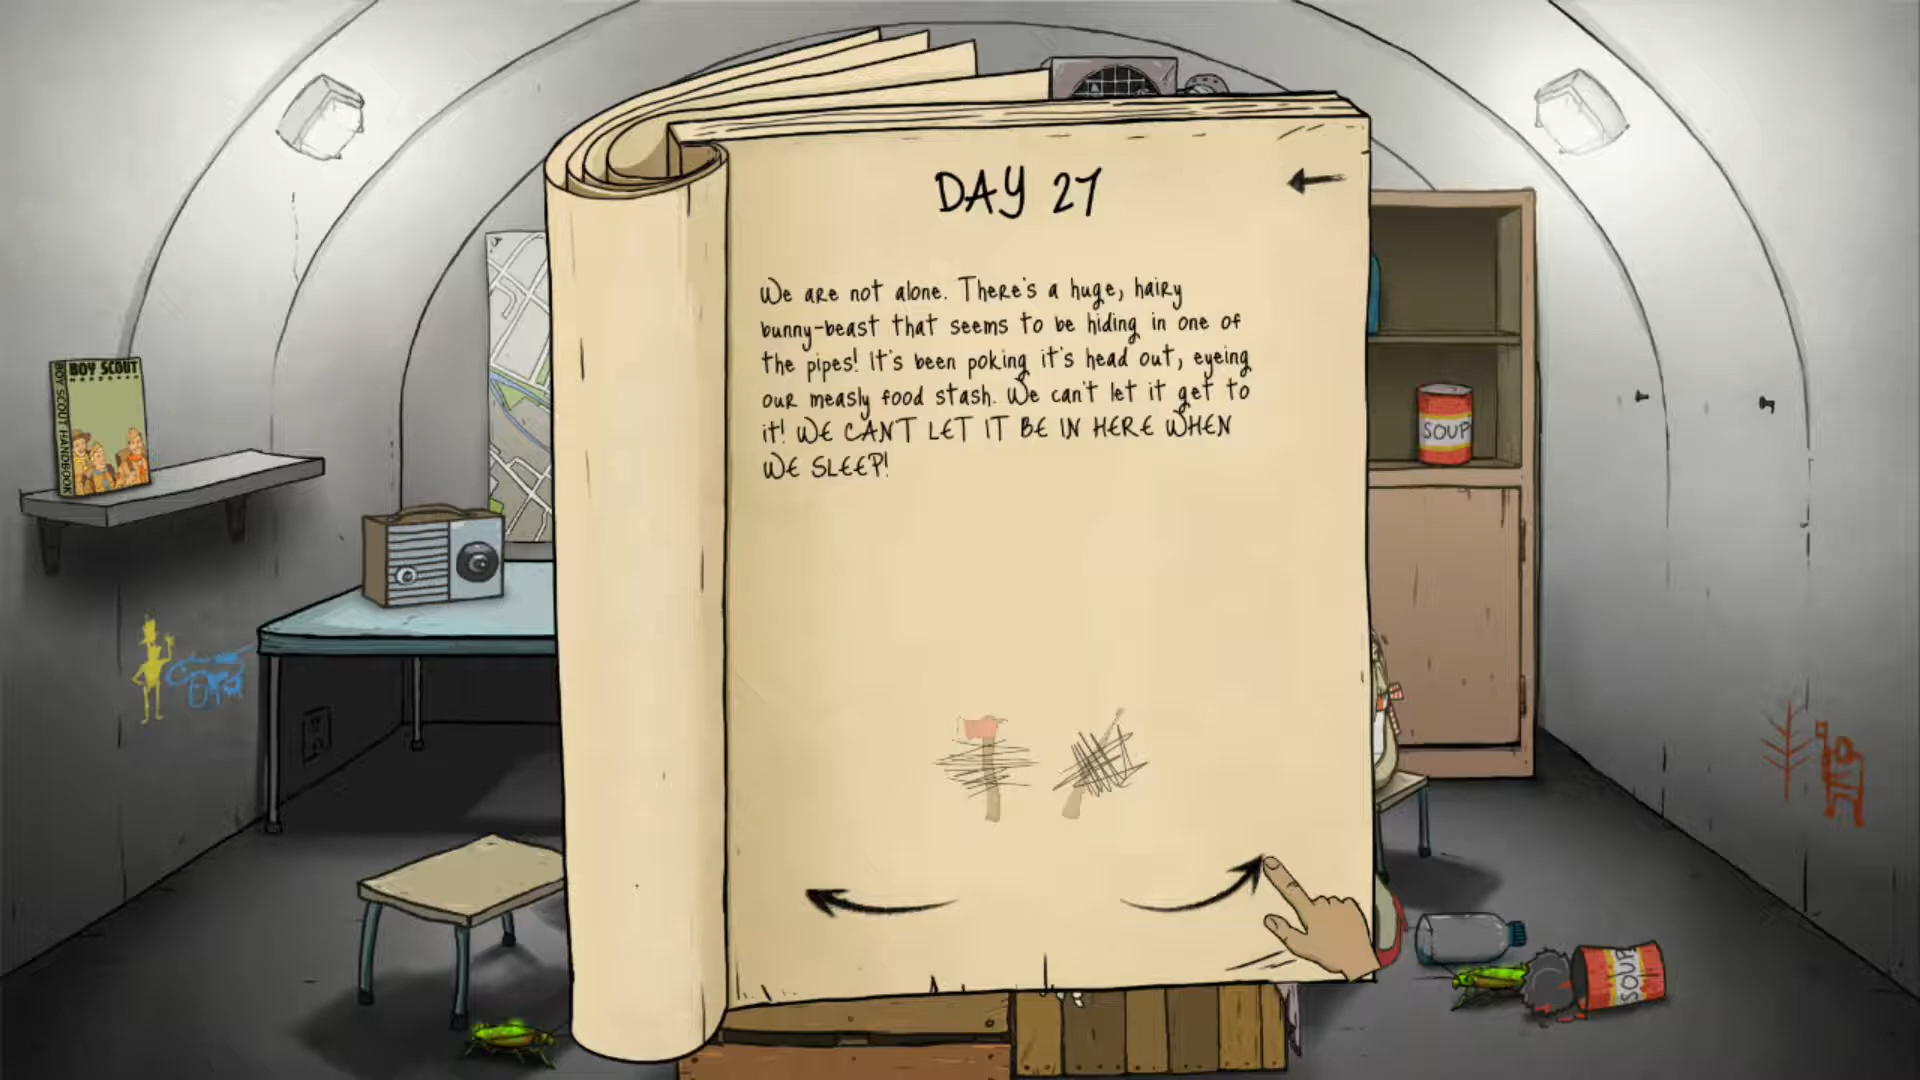 DAY 27
We are not alone. There's a huge, hairy
bunny-beast that seems to be hiding in one of
the pipes! It's been poking it's head out, eyeing
our measly food stash. We can't let it get to
it! WE CAN'T LET IT BE IN HERE WHEN
WE SLEEP!
BOY SCOUT
BOY SCOUT HANDBOOK
SOUP
SOUP